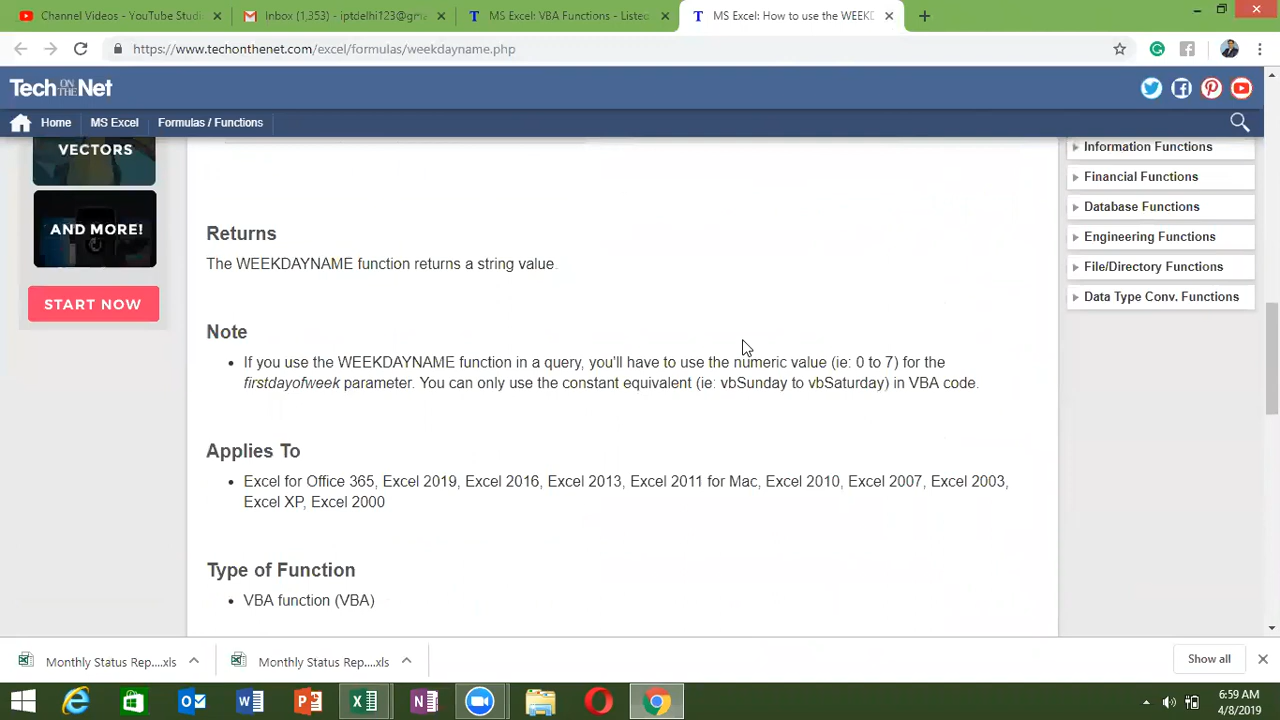 Channel Videos - YouTube Studi
Inbox (1,353) - iptdelhi123@gma
MS Excel: VBA Functions - Listed
MS Excel: How to use the WEEKD
https://www.techonthenet.com/excel/formulas/weekdayname.php
Tech ON THE Net
Home MS Excel Formulas / Functions
VECTORS
AND MORE!
START NOW
Information Functions
Financial Functions
Database Functions
Engineering Functions
File/Directory Functions
Data Type Conv. Functions
Returns
The WEEKDAYNAME function returns a string value.
Note
If you use the WEEKDAYNAME function in a query, you'll have to use the numeric value (ie: 0 to 7) for the
firstdayofweek parameter. You can only use the constant equivalent (ie: vbSunday to vbSaturday) in VBA code.
Applies To
Excel for Office 365, Excel 2019, Excel 2016, Excel 2013, Excel 2011 for Mac, Excel 2010, Excel 2007, Excel 2003,
Excel XP, Excel 2000
Type of Function
VBA function (VBA)
Monthly Status Rep....xls
Monthly Status Rep....xls
Show all
6:59 AM
4/8/2019